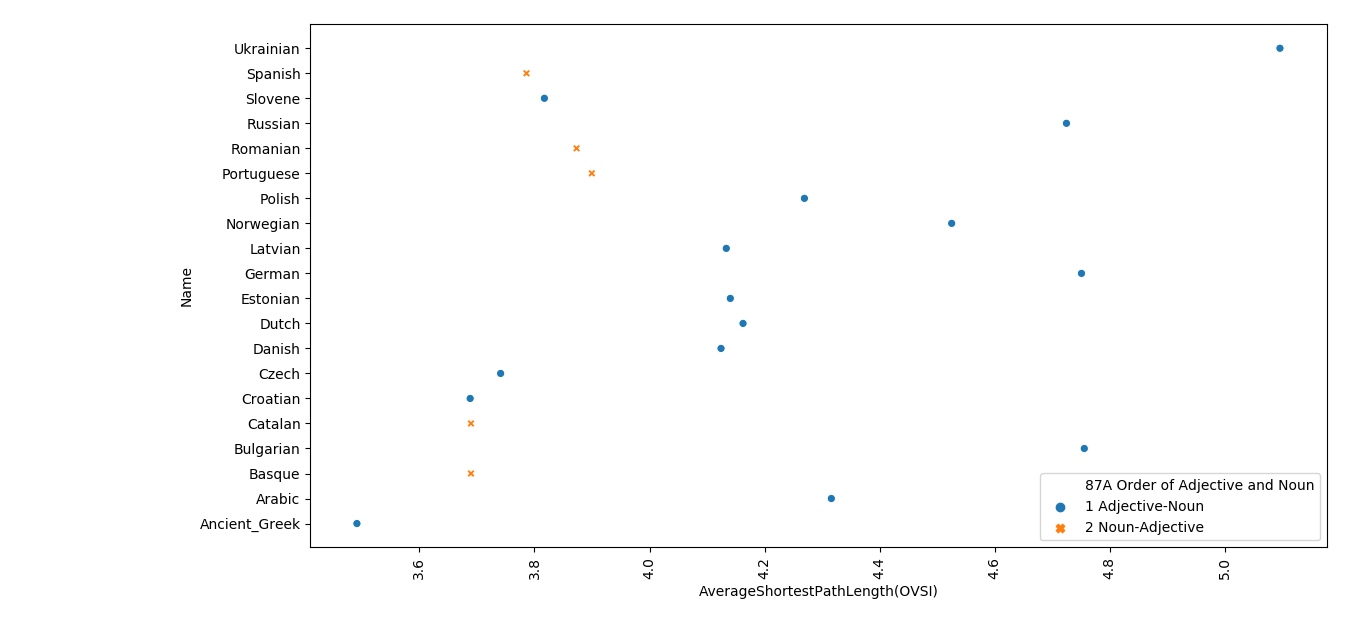 Ukrainian
Spanish
Slovene
Russian
Romanian
Portuguese
Polish
Norwegian
Latvian
German
Estonian
Dutch
Danish
Czech
Croatian
Catalan
Bulgarian
Basque
Arabic
Ancient_Greek
Name
87A Order of Adjective and Noun
1 Adjective-Noun
2 Noun-Adjective
3.6
3.8
4.0
4.2
4.4
4.6
4.8
5.0
AverageShortestPathLength(OVSI)